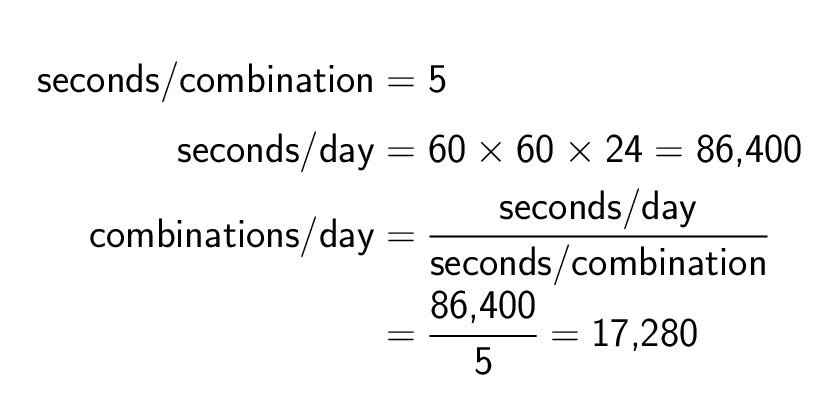 seconds/combination = 5
seconds/day = 60 × 60 × 24 = 86,400
combinations/day = seconds/day / seconds/combination
= 86,400 / 5 = 17,280